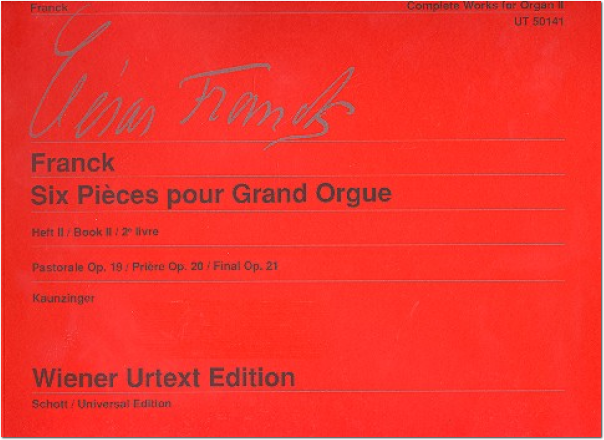 Franck
Complete Works for Organ II
UT 50141
César Franck
Franck
Six Pièces pour Grand Orgue
Heft II / Book II / 2e livre
Pastorale Op. 19 / Prière Op. 20 / Final Op. 21
Kaunzinger
Wiener Urtext Edition
Schott / Universal Edition